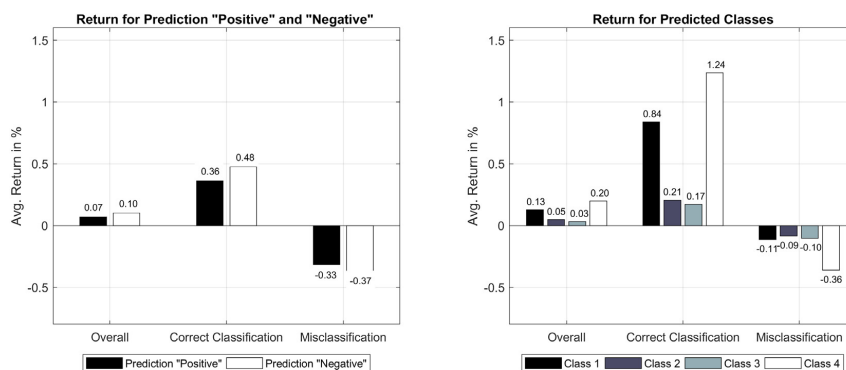 Return for Prediction "Positive" and "Negative"
1.5
1
0.5
0
-0.5
Avg. Return in %
0.07
0.10
0.36
0.48
-0.33
-0.37
Overall
Correct Classification
Misclassification
Prediction "Positive"
Prediction "Negative"
Return for Predicted Classes
1.5
1
0.5
0
-0.5
Avg. Return in %
0.13
0.05
0.03
0.20
0.84
0.21
0.17
1.24
-0.11
-0.09
-0.10
-0.36
Overall
Correct Classification
Misclassification
Class 1
Class 2
Class 3
Class 4